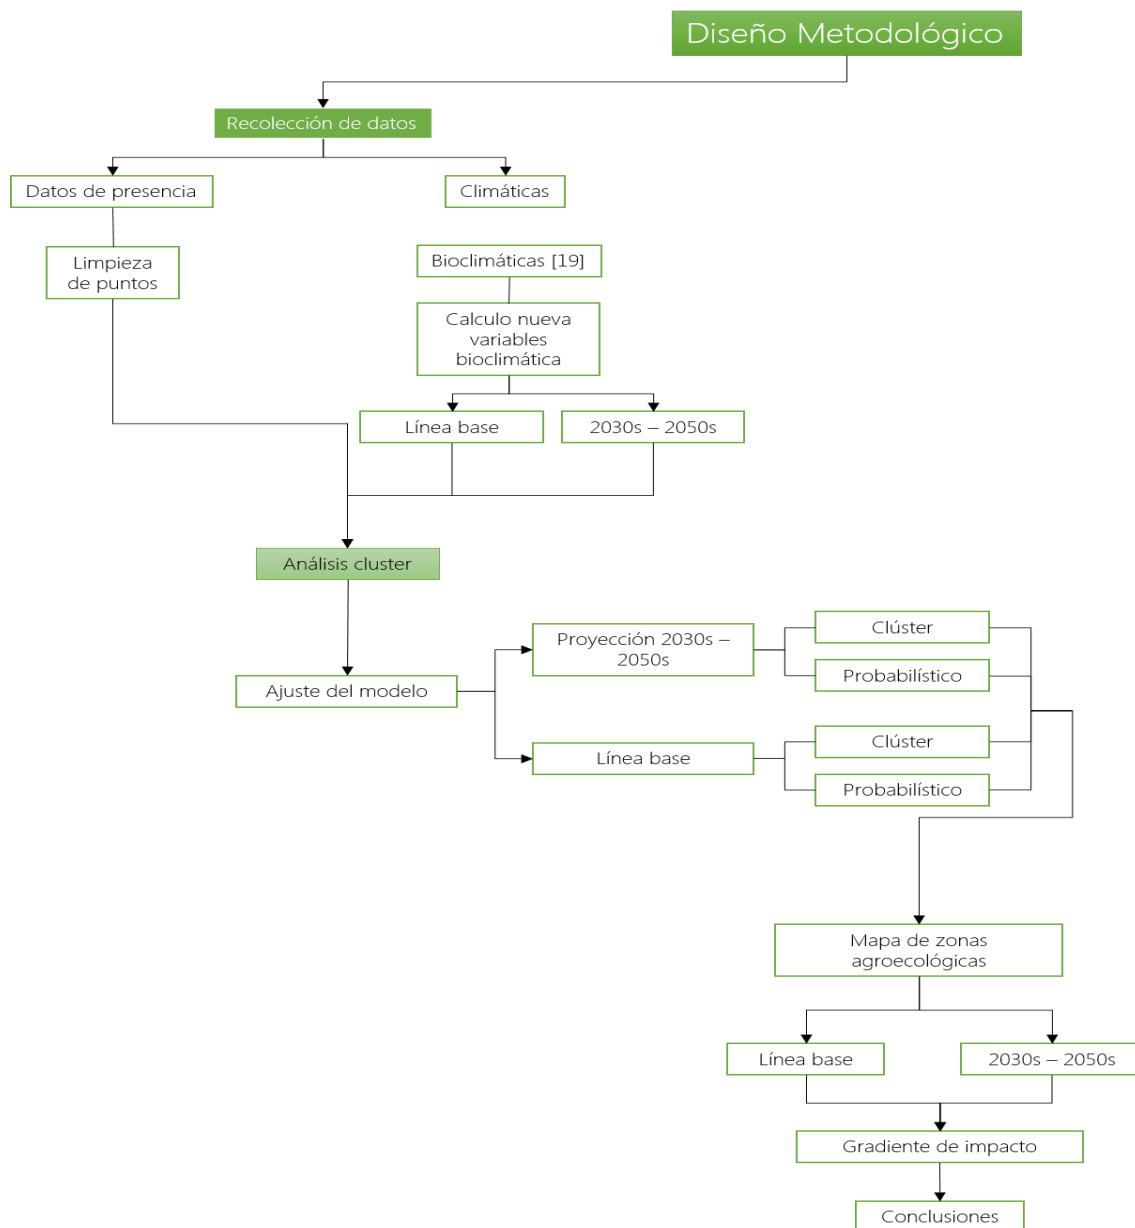 Diseño Metodológico
Recolección de datos
Datos de presencia
Climáticas
Limpieza
de puntos
Bioclimáticas [19]
Calculo nueva
variables
bioclimática
Línea base
2030s – 2050s
Análisis cluster
Ajuste del modelo
Proyección 2030s –
2050s
Clúster
Probabilístico
Línea base
Clúster
Probabilístico
Mapa de zonas
agroecológicas
Línea base
2030s – 2050s
Gradiente de impacto
Conclusiones